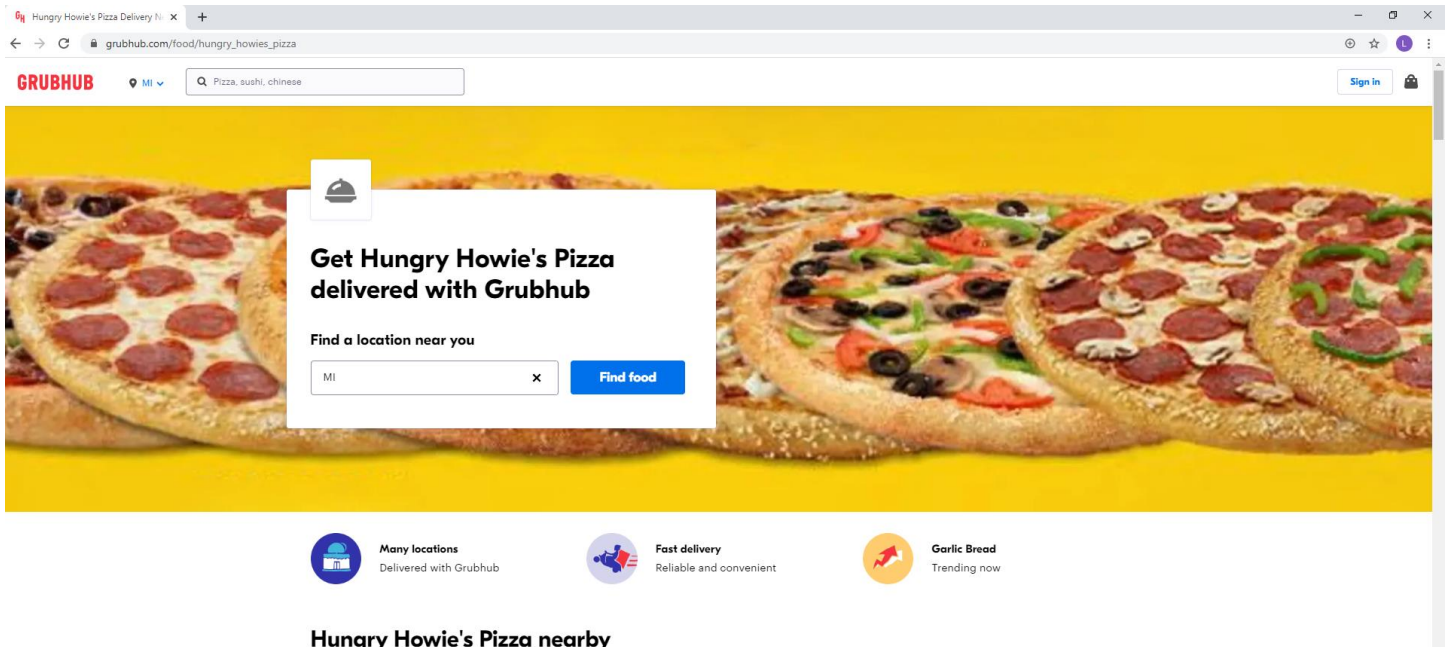 Hungry Howie's Pizza Delivery N
grubhub.com/food/hungry_howies_pizza
L
GRUBHUB
MI
Pizza, sushi, chinese
Sign in
Get Hungry Howie's Pizza
delivered with Grubhub
Find a location near you
MI
Find food
Many locations
Delivered with Grubhub
Fast delivery
Reliable and convenient
Garlic Bread
Trending now
Hungry Howie's Pizza nearby